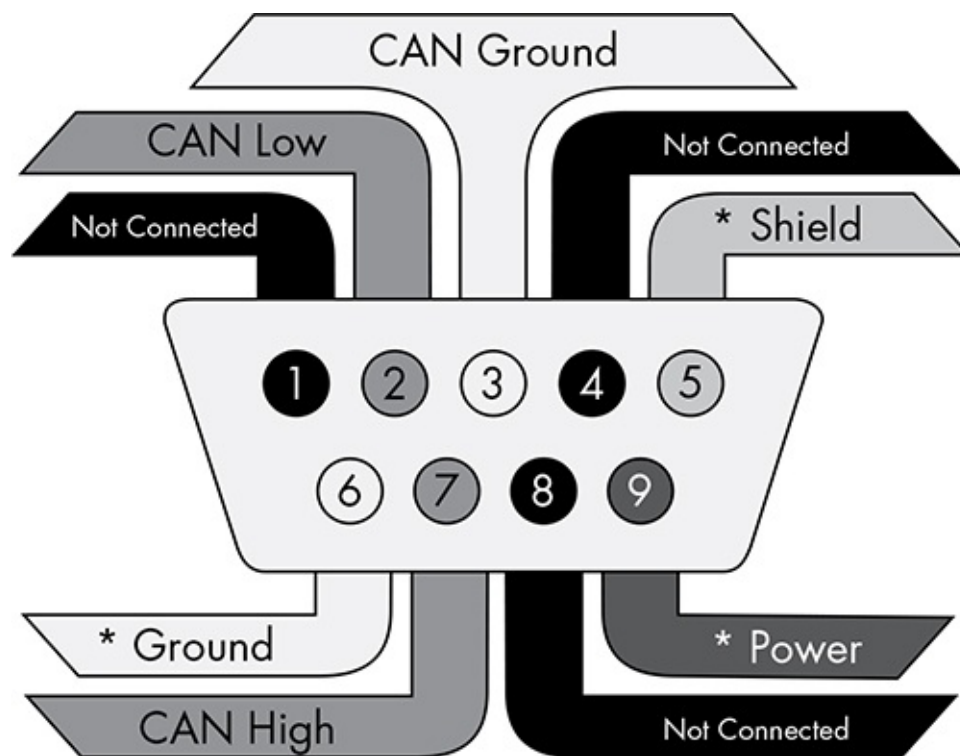 CAN Ground
CAN Low
Not Connected
Not Connected
* Shield
1 2 3 4 5
6 7 8 9
* Ground
* Power
CAN High
Not Connected